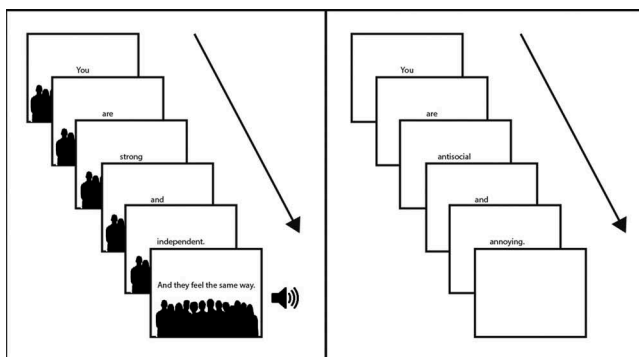 You
are
strong
and
independent.
And they feel the same way.
You
are
antisocial
and
annoying.